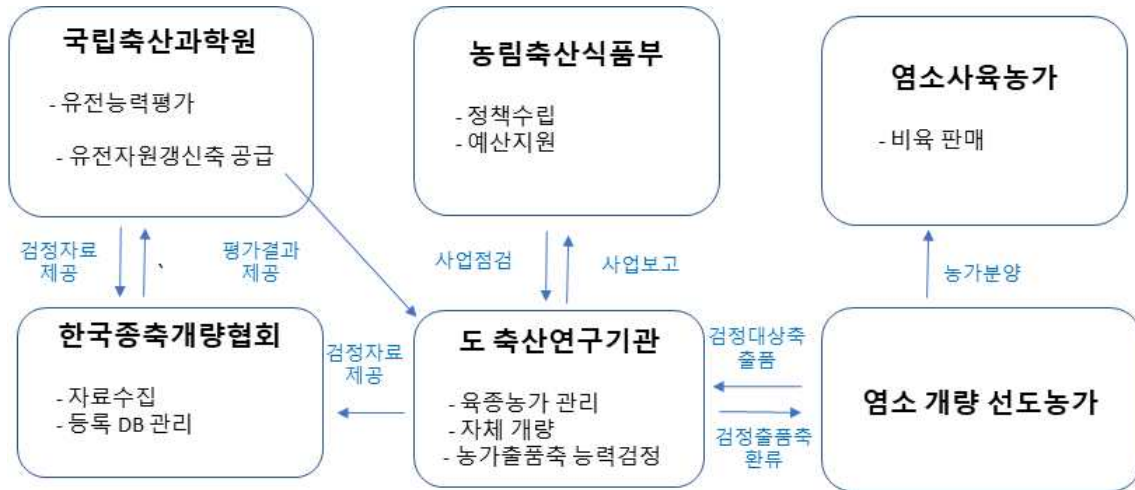 국립축산과학원
- 유전능력평가
- 유전자원갱신축 공급
농림축산식품부
- 정책수립
- 예산지원
염소사육농가
- 비육 판매
검정자료
제공
평가결과
제공
사업점검
사업보고
농가분양
한국종축개량협회
- 자료수집
- 등록 DB 관리
검정자료
제공
도 축산연구기관
- 육종농가 관리
- 자체 개량
- 농가출품축 능력검정
검정대상축
출품
검정출품축
환류
염소 개량 선도농가